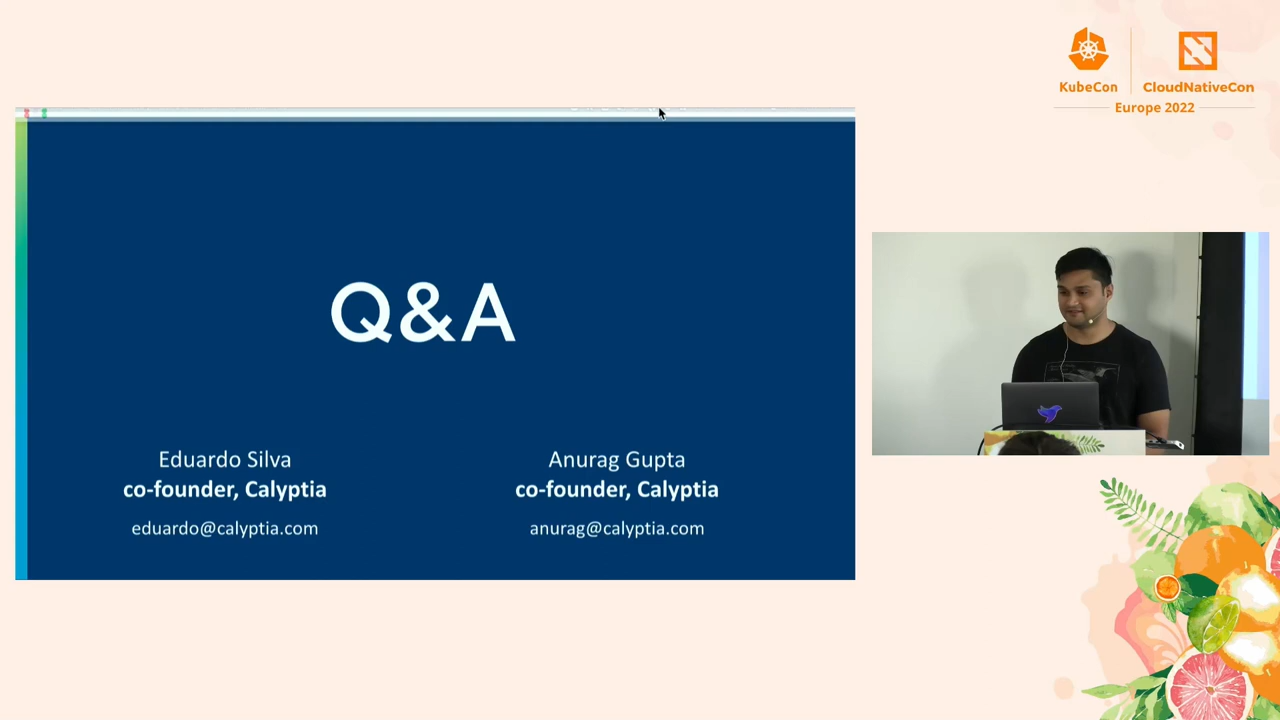 KubeCon
CloudNativeCon
Europe 2022
Q&A
Eduardo Silva
co-founder, Calyptia
eduardo@calyptia.com
Anurag Gupta
co-founder, Calyptia
anurag@calyptia.com